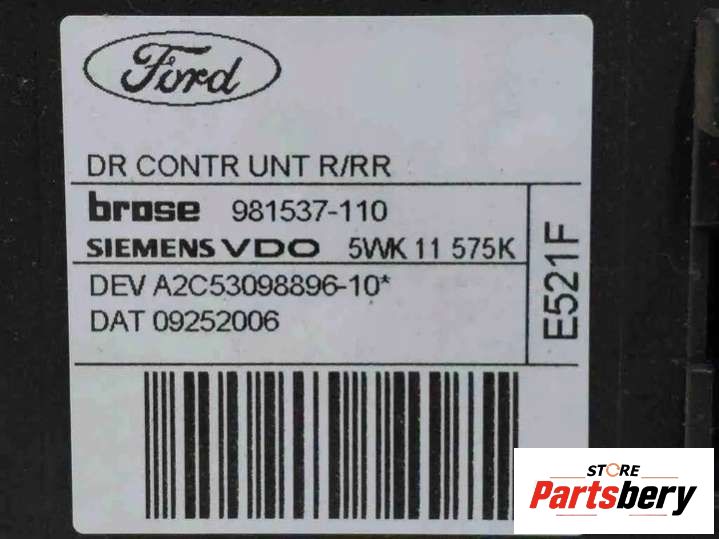 Ford
DR CONTR UNT R/RR
brose 981537-110
SIEMENS VDO 5WK 11 575K
DEV A2C53098896-10*
DAT 09252006
E521F
STORE
Partsbery